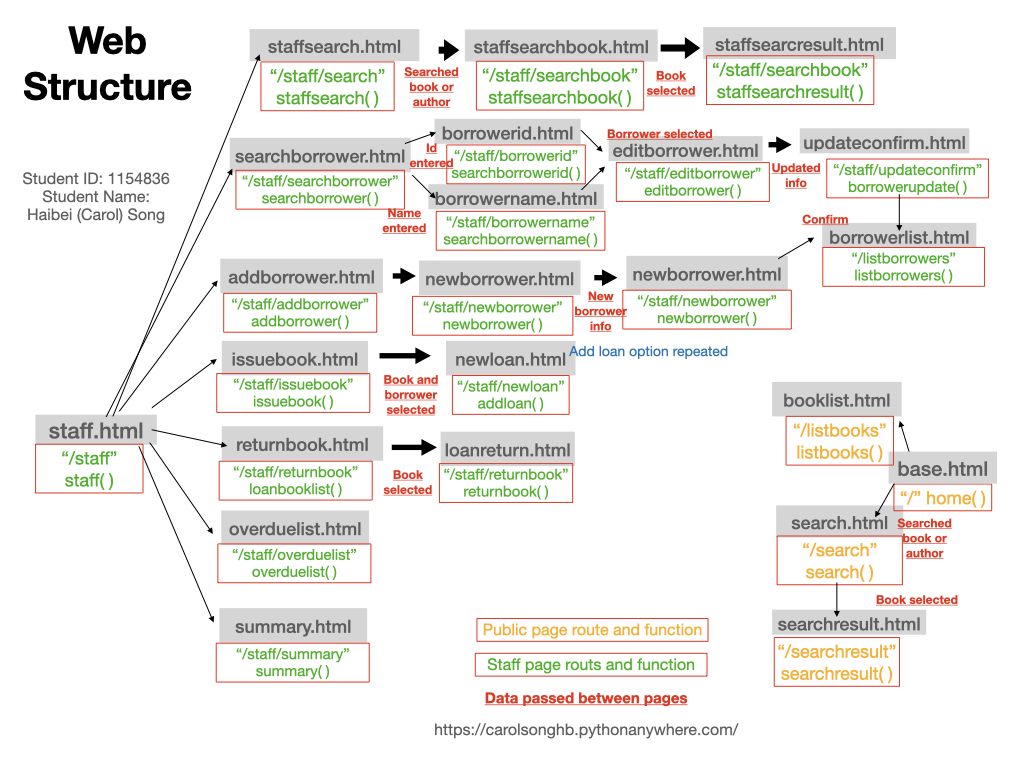 Web
Structure
Student ID: 1154836
Student Name:
Haibei (Carol) Song
staffsearch.html
“/staff/search”
staffsearch( )
Searched
book or
author
staffsearchbook.html
“/staff/searchbook”
staffsearchbook( )
Book
selected
staffsearcresult.html
“/staff/searchbook”
staffsearchresult( )
searchborrower.html
“/staff/searchborrower”
searchborrower( )
Id
entered
Name
entered
borrowerid.html
“/staff/borrowerid”
searchborrowerid( )
borrowername.html
“/staff/borrowername”
searchborrowername( )
Borrower selected
editborrower.html
“/staff/editborrower”
editborrower( )
Updated
info
updateconfirm.html
“/staff/updateconfirm”
borrowerupdate( )
Confirm
borrowerlist.html
“/listborrowers”
listborrowers( )
addborrower.html
“/staff/addborrower”
addborrower( )
newborrower.html
“/staff/newborrower”
newborrower( )
New
borrower
info
newborrower.html
“/staff/newborrower”
newborrower( )
issuebook.html
“/staff/issuebook”
issuebook( )
Book and
borrower
selected
newloan.html
“/staff/newloan”
addloan( )
Add loan option repeated
staff.html
“/staff”
staff( )
returnbook.html
“/staff/returnbook”
loanbooklist( )
Book
selected
loanreturn.html
“/staff/returnbook”
returnbook( )
overduelist.html
“/staff/overduelist”
overduelist( )
summary.html
“/staff/summary”
summary( )
booklist.html
“/listbooks”
listbooks( )
base.html
“/” home( )
search.html
“/search”
search( )
Searched
book or
author
Book selected
searchresult.html
“/searchresult”
searchresult( )
Public page route and function
Staff page routs and function
Data passed between pages
https://carolsonghb.pythonanywhere.com/